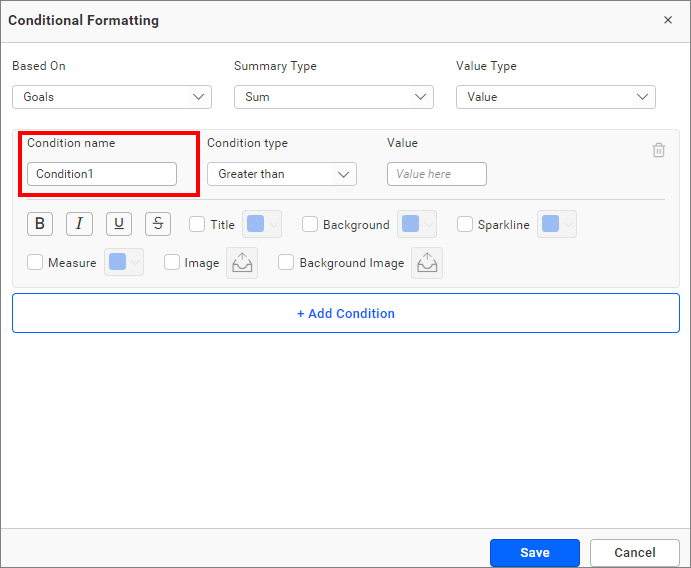 Conditional Formatting ×
Based On Summary Type Value Type
Goals Sum Value
Condition name Condition type Value
Condition1 Greater than Value here
B I U S Title Background Sparkline
Measure Image Background Image
+ Add Condition
Save Cancel